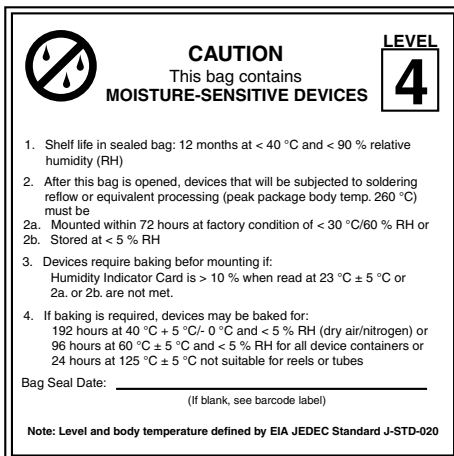 LEVEL
CAUTION
This bag contains
MOISTURE-SENSITIVE DEVICES
4
1. Shelf life in sealed bag: 12 months at < 40 °C and < 90 % relative
humidity (RH)
2. After this bag is opened, devices that will be subjected to soldering
reflow or equivalent processing (peak package body temp. 260 °C)
must be
2a. Mounted within 72 hours at factory condition of < 30 °C/60 % RH or
2b. Stored at < 5 % RH
3. Devices require baking befor mounting if:
Humidity Indicator Card is > 10 % when read at 23 °C ± 5 °C or
2a. or 2b. are not met.
4. If baking is required, devices may be baked for:
192 hours at 40 °C + 5 °C/- 0 °C and < 5 % RH (dry air/nitrogen) or
96 hours at 60 °C ± 5 °C and < 5 % RH for all device containers or
24 hours at 125 °C ± 5 °C not suitable for reels or tubes
Bag Seal Date:
(If blank, see barcode label)
Note: Level and body temperature defined by EIA JEDEC Standard J-STD-020